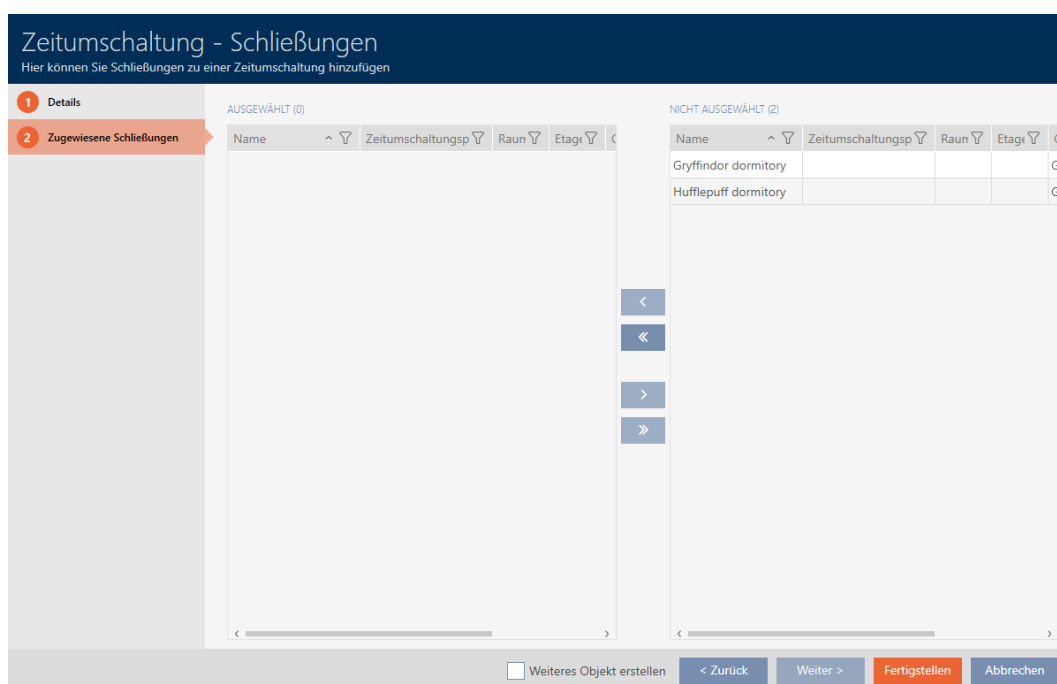 Zeitumschaltung - Schließungen
Hier können Sie Schließungen zu einer Zeitumschaltung hinzufügen
1 Details
2 Zugewiesene Schließungen
AUSGEWÄHLT (0)
Name Zeitumschaltungsp Raum Etage
NICHT AUSGEWÄHLT (2)
Name Zeitumschaltungsp Raum Etage
Gryffindor dormitory
Hufflepuff dormitory
Weiteres Objekt erstellen < Zurück Weiter > Fertigstellen Abbrechen